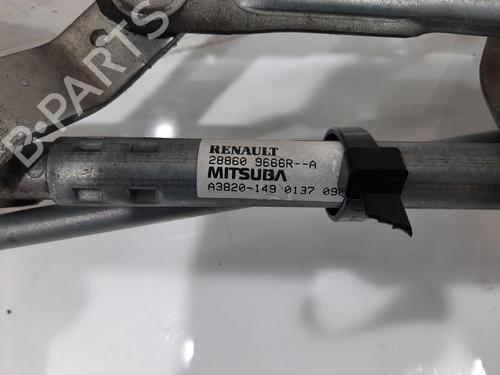 B-PARTS
RENAULT
28860 9666R--A
MITSUBA
A3820-149 0137